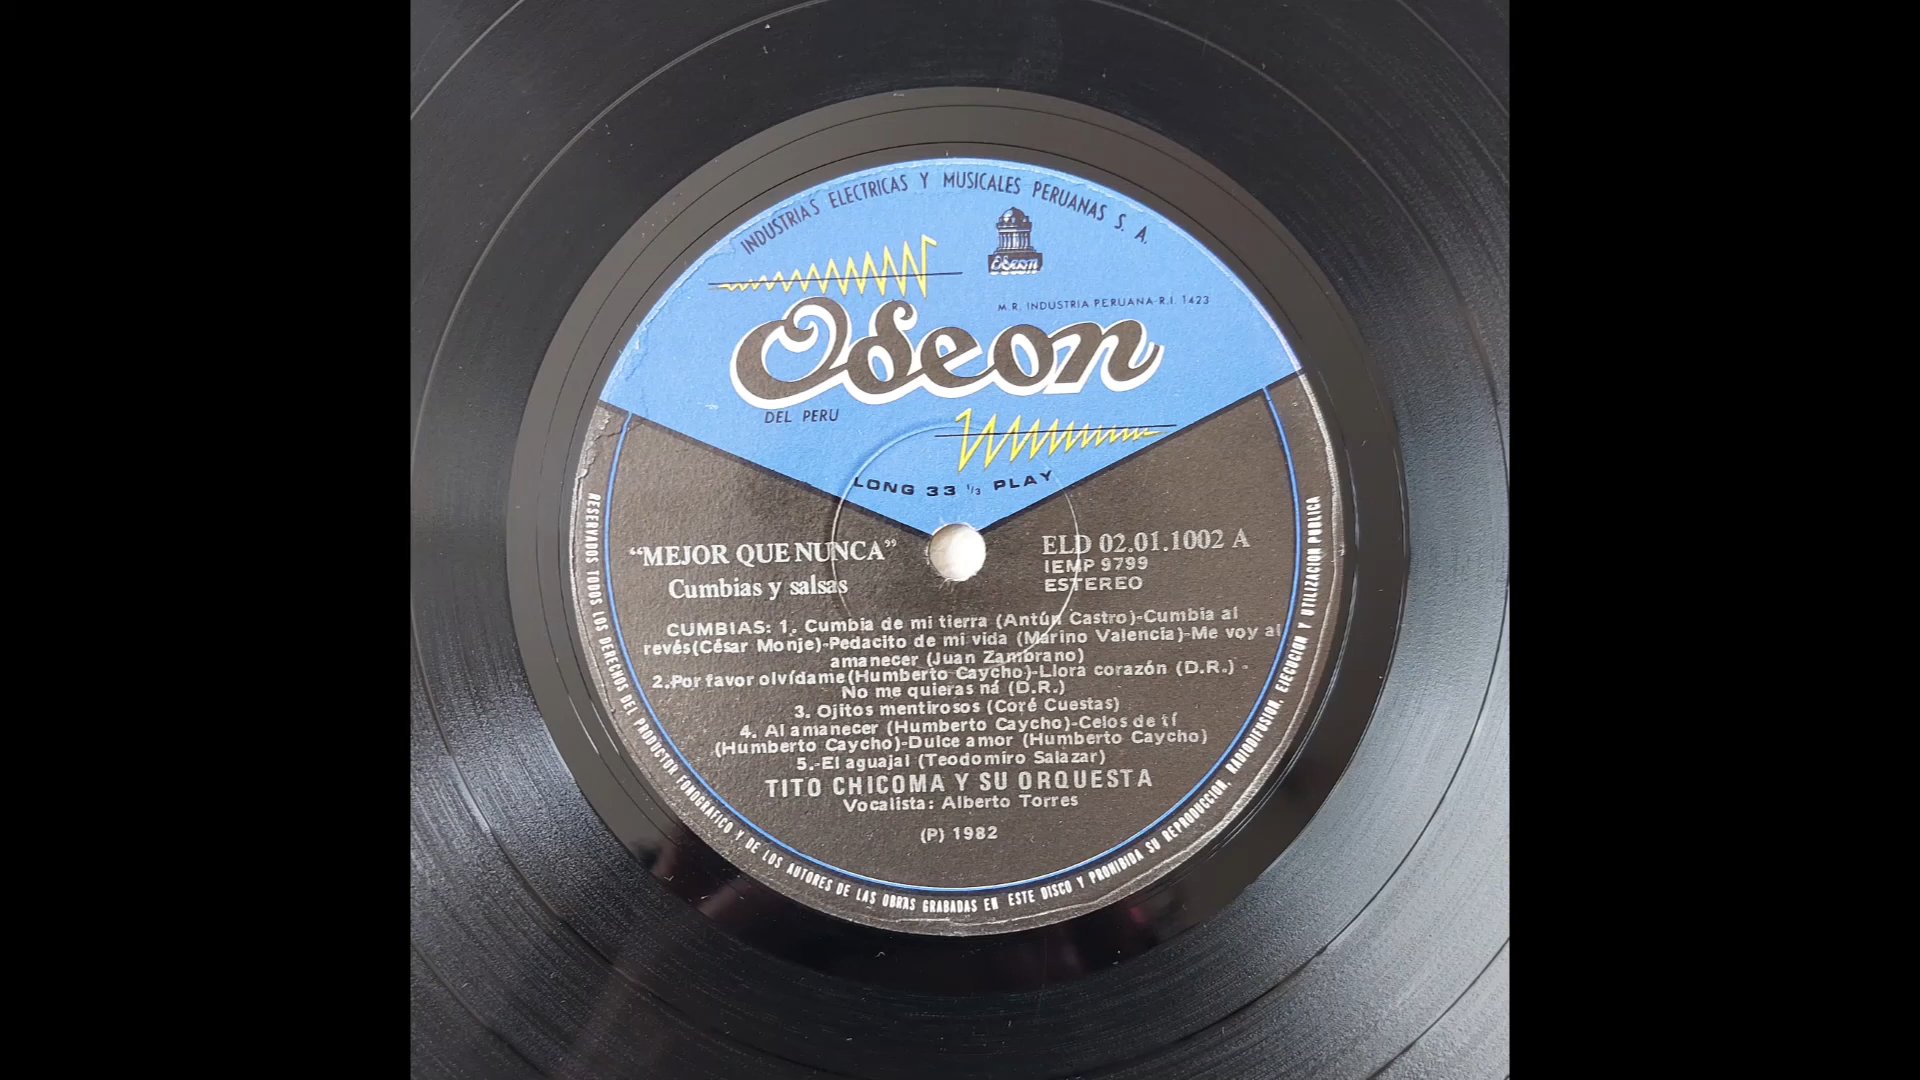 INDUSTRIAS ELECTRICAS Y MUSICALES PERUANAS S. A.
Odeon
M.R. INDUSTRIA PERUANA-R.I. 1423
Odeon
DEL PERU
LONG 33 1/3 PLAY
“MEJOR QUE NUNCA”
Cumbias y salsas
ELD 02.01.1002 A
IEMP 9799
ESTEREO
CUMBIAS: 1. Cumbia de mi tierra (Antún Castro)-Cumbia al
revés(César Monje)-Pedacito de mi vida (Marino Valencia)-Me voy al
amanecer (Juan Zambrano)
2.Por favor olvídame(Humberto Caycho)-Llora corazón (D.R.) -
No me quieras ná (D.R.)
3. Ojitos mentirosos (Coré Cuestas)
4. Al amanecer (Humberto Caycho)-Celos de tí
(Humberto Caycho)-Dulce amor (Humberto Caycho)
5.-El aguajal (Teodomiro Salazar)
TITO CHICOMA Y SU ORQUESTA
Vocalista: Alberto Torres
(P) 1982
RESERVADOS TODOS LOS DERECHOS DEL PRODUCTOR FONOGRAFICO Y DE LOS AUTORES DE LAS OBRAS GRABADAS EN ESTE DISCO Y PROHIBIDA SU REPRODUCCION, RADIODIFUSION, EJECUCION Y UTILIZACION PUBLICA